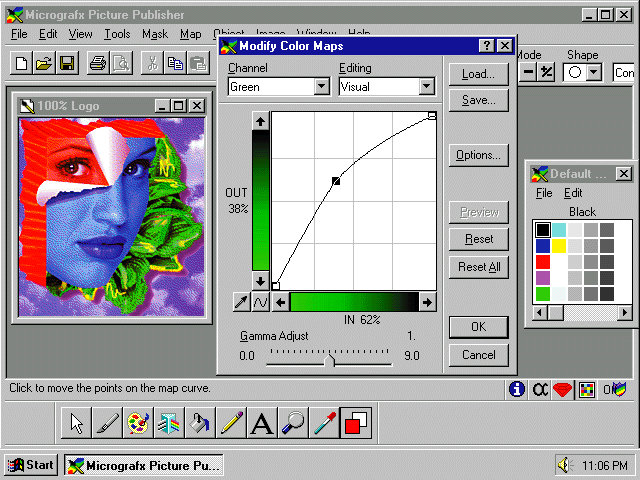 Micrografx Picture Publisher
File Edit View Tools Mask Map Object Image Window Help
Modify Color Maps
Channel
Green
Editing
Visual
Load...
Save...
Options...
Preview
Reset
Reset All
OK
Cancel
OUT
38%
IN 62%
Gamma Adjust 1.
0.0 9.0
Mode Shape
Con
100% Logo
Default ...
File Edit
Black
Click to move the points on the map curve.
Start
Micrografx Picture Pu...
11:06 PM